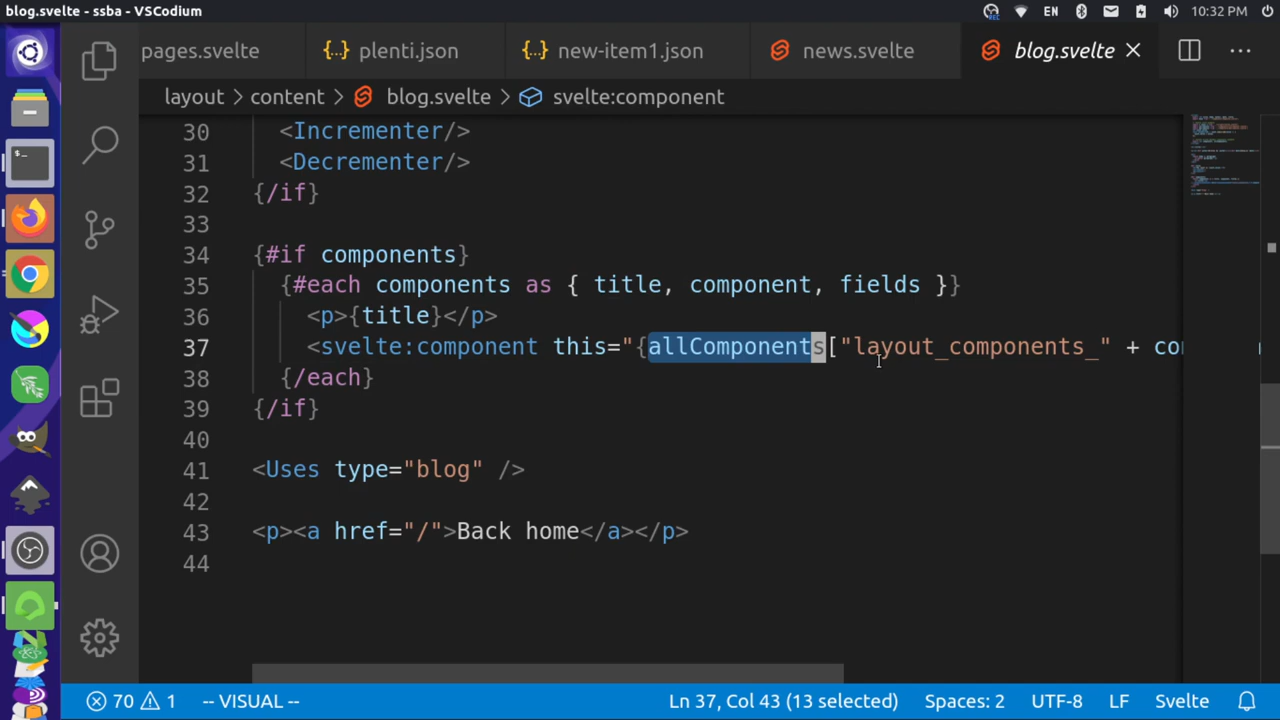 blog.svelte - ssba - VSCodium
EN
10:32 PM
pages.svelte
{..} plenti.json
{..} new-item1.json
news.svelte
blog.svelte
layout > content > blog.svelte > svelte:component
30 <Incrementer/>
31 <Decrementer/>
32 {/if}
33
34 {#if components}
35 {#each components as { title, component, fields }}
36 <p>{title}</p>
37 <svelte:component this="{allComponents["layout_components_" + co
38 {/each}
39 {/if}
40
41 <Uses type="blog" />
42
43 <p><a href="/">Back home</a></p>
44
70 1 -- VISUAL -- Ln 37, Col 43 (13 selected) Spaces: 2 UTF-8 LF Svelte